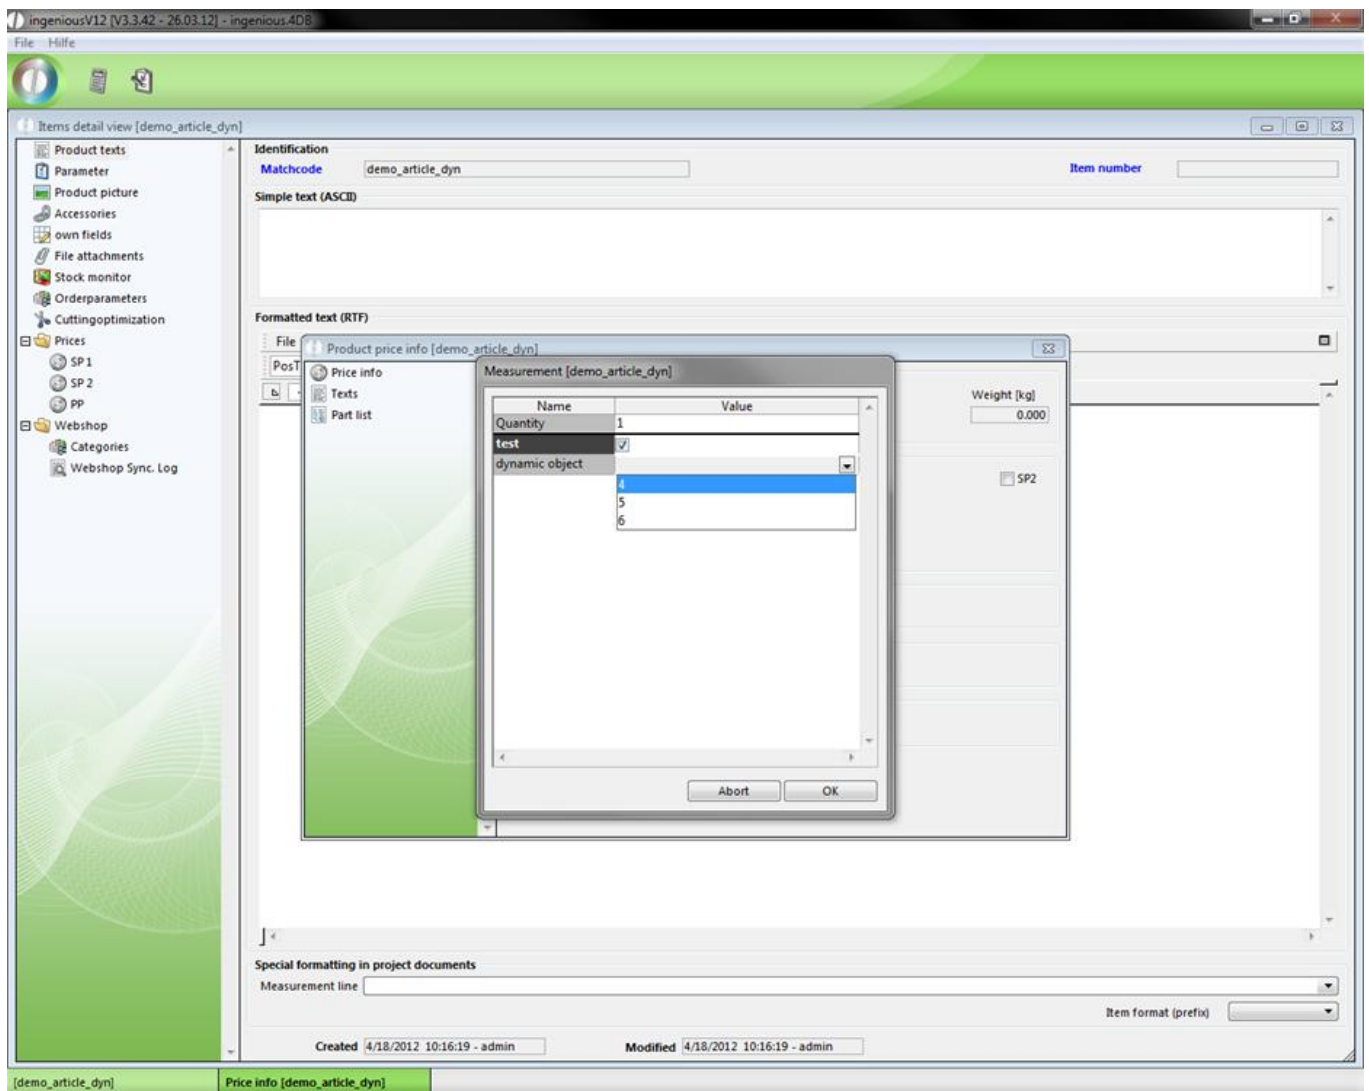 ingeniousV12 [V3.3.42 - 26.03.12] - ingenious.4DB
File Hilfe
Items detail view [demo_article_dyn]
Product texts
Parameter
Product picture
Accessories
own fields
File attachments
Stock monitor
Orderparameters
Cuttingoptimization
Prices
SP 1
SP 2
PP
Webshop
Categories
Webshop Sync. Log
Identification
Matchcode demo_article_dyn Item number
Simple text (ASCII)
Formatted text (RTF)
File
PosT
Product price info [demo_article_dyn]
Price info
Texts
Part list
Weight [kg]
0.000
SP2
Measurement [demo_article_dyn]
Name Value
Quantity 1
test
dynamic object
4
5
6
Abort OK
Special formatting in project documents
Measurement line
Item format (prefix)
Created 4/18/2012 10:16:19 - admin Modified 4/18/2012 10:16:19 - admin
[demo_article_dyn] Price info [demo_article_dyn]